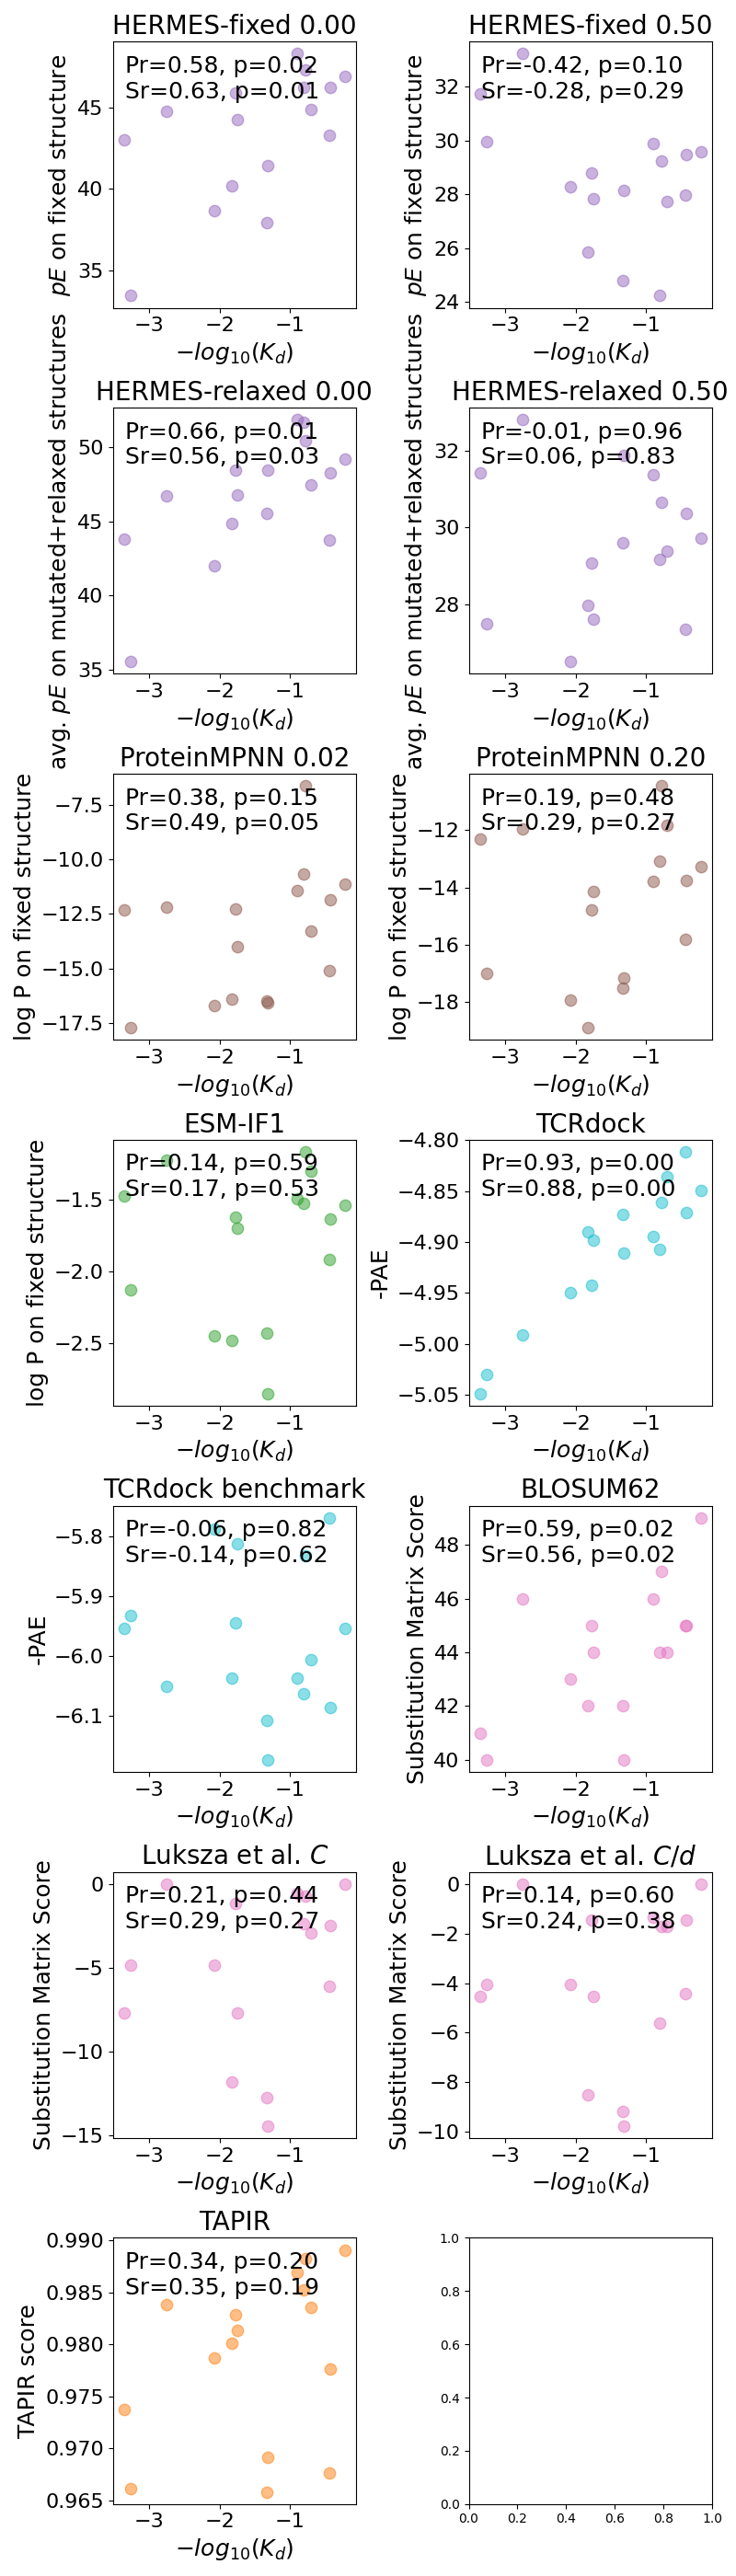 HERMES-fixed 0.00
Pr=0.58, p=0.02
Sr=0.63, p=0.01
pE on fixed structure
45
40
35
−3 −2 −1
−log10(Kd)
HERMES-fixed 0.50
Pr=-0.42, p=0.10
Sr=-0.28, p=0.29
pE on fixed structure
32
30
28
26
24
−3 −2 −1
−log10(Kd)
HERMES-relaxed 0.00
Pr=0.66, p=0.01
Sr=0.56, p=0.03
avg. pE on mutated+relaxed structures
50
45
40
35
−3 −2 −1
−log10(Kd)
HERMES-relaxed 0.50
Pr=-0.01, p=0.96
Sr=0.06, p=0.83
avg. pE on mutated+relaxed structures
32
30
28
−3 −2 −1
−log10(Kd)
ProteinMPNN 0.02
Pr=0.38, p=0.15
Sr=0.49, p=0.05
log P on fixed structure
−7.5
−10.0
−12.5
−15.0
−17.5
−3 −2 −1
−log10(Kd)
ProteinMPNN 0.20
Pr=0.19, p=0.48
Sr=0.29, p=0.27
log P on fixed structure
−12
−14
−16
−18
−3 −2 −1
−log10(Kd)
ESM-IF1
Pr=0.14, p=0.59
Sr=0.17, p=0.53
log P on fixed structure
−1.5
−2.0
−2.5
−3 −2 −1
−log10(Kd)
TCRdock
Pr=0.93, p=0.00
Sr=0.88, p=0.00
-PAE
−4.80
−4.85
−4.90
−4.95
−5.00
−5.05
−3 −2 −1
−log10(Kd)
TCRdock benchmark
Pr=-0.06, p=0.82
Sr=-0.14, p=0.62
-PAE
−5.8
−5.9
−6.0
−6.1
−3 −2 −1
−log10(Kd)
BLOSUM62
Pr=0.59, p=0.02
Sr=0.56, p=0.02
Substitution Matrix Score
48
46
44
42
40
−3 −2 −1
−log10(Kd)
Luksza et al. C
Pr=0.21, p=0.44
Sr=0.29, p=0.27
Substitution Matrix Score
0
−5
−10
−15
−3 −2 −1
−log10(Kd)
Luksza et al. C/d
Pr=0.14, p=0.60
Sr=0.24, p=0.38
Substitution Matrix Score
0
−2
−4
−6
−8
−10
−3 −2 −1
−log10(Kd)
TAPIR
Pr=0.34, p=0.20
Sr=0.35, p=0.19
TAPIR score
0.990
0.985
0.980
0.975
0.970
0.965
−3 −2 −1
−log10(Kd)
1.0
0.8
0.6
0.4
0.2
0.0
0.0 0.2 0.4 0.6 0.8 1.0